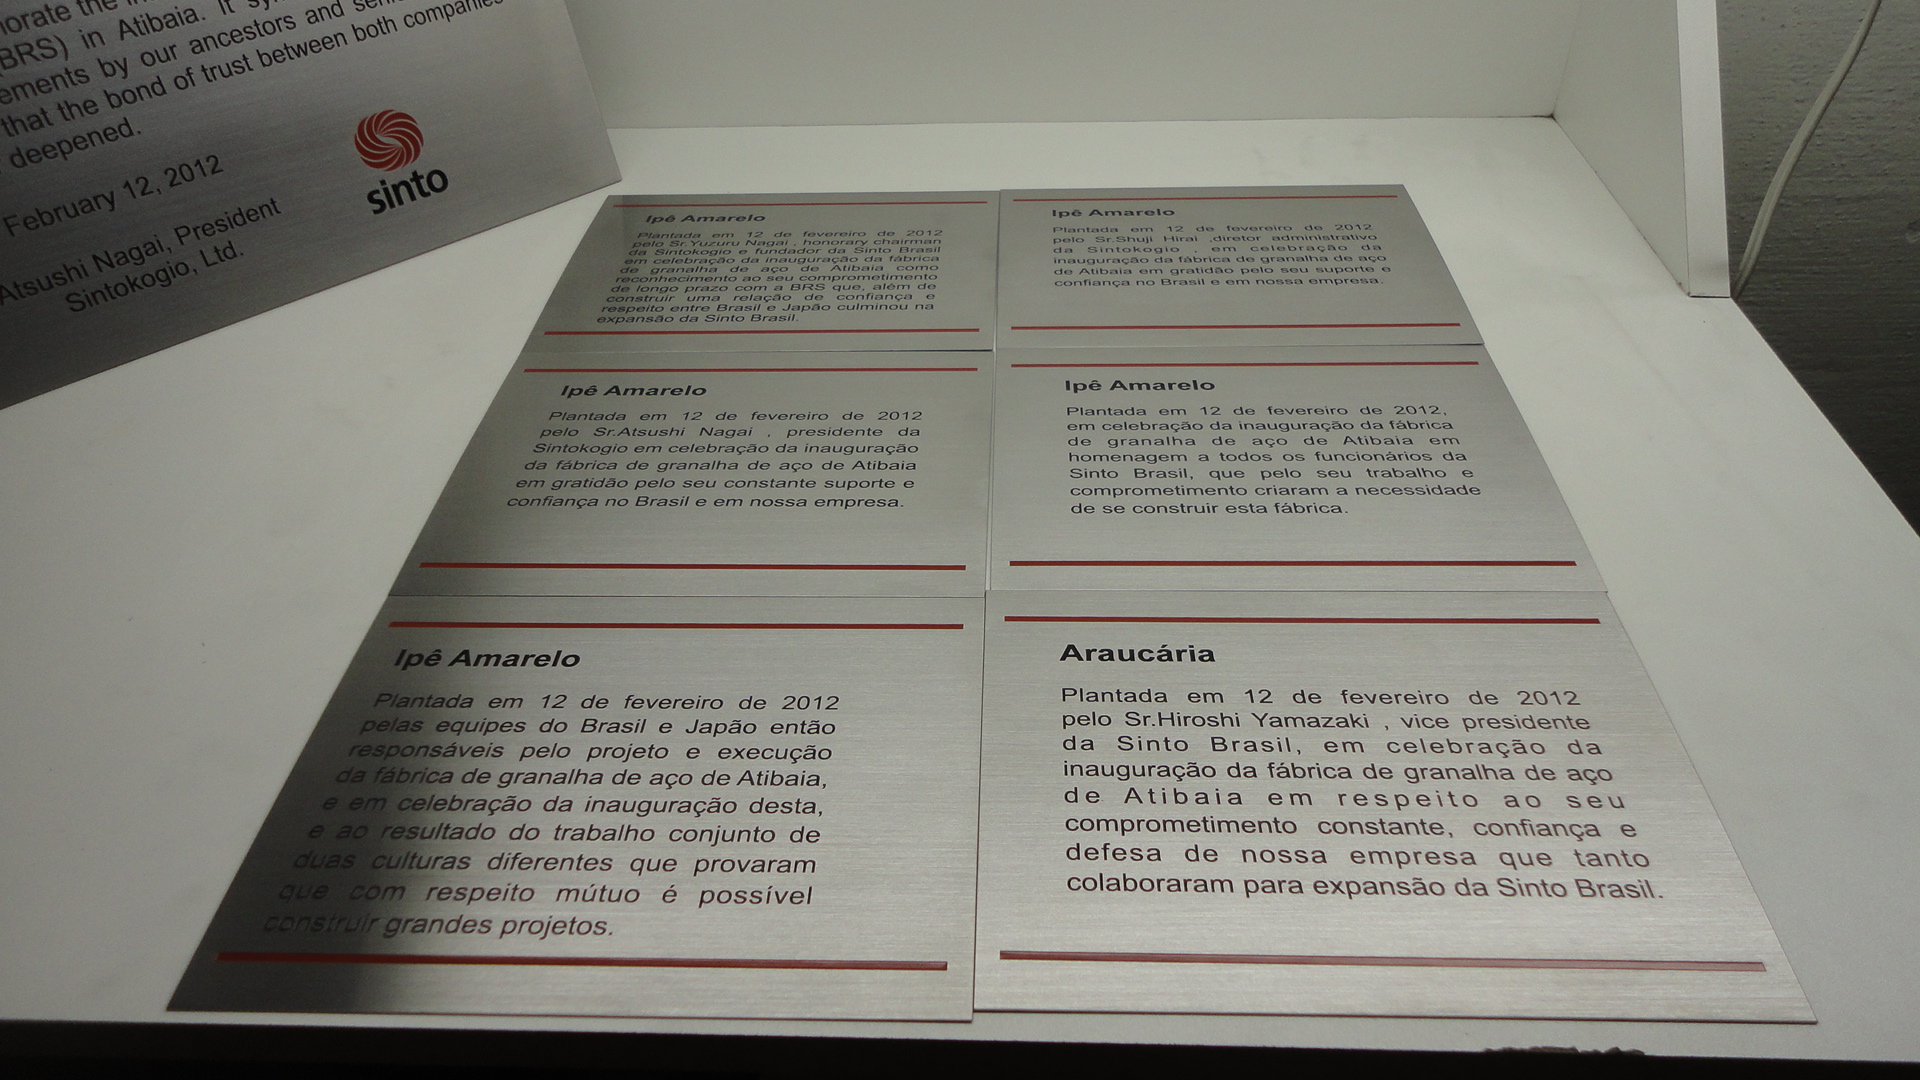 orate the in
BRS) in Atibaia. It sy
ements by our ancestors and seni
that the bond of trust between both companies
deepened.
February 12, 2012
Atsushi Nagai, President
Sintokogio, Ltd.
sinto
Ipê Amarelo
Plantada em 12 de fevereiro de 2012
pelo Sr.Yuzuru Nagai , honorary chairman
da Sintokogio e fundador da Sinto Brasil
em celebração da inauguração da fábrica
de granalha de aço de Atibaia como
reconhecimento ao seu comprometimento
de longo prazo com a BRS que, além de
construir uma relação de confiança e
respeito entre Brasil e Japão culminou na
expansão da Sinto Brasil.
Ipê Amarelo
Plantada em 12 de fevereiro de 2012
pelo Sr.Shuji Hirai ,diretor administrativo
da Sintokogio , em celebração da
inauguração da fábrica de granalha de aço
de Atibaia em gratidão pelo seu suporte e
confiança no Brasil e em nossa empresa.
Ipê Amarelo
Plantada em 12 de fevereiro de 2012
pelo Sr.Atsushi Nagai , presidente da
Sintokogio em celebração da inauguração
da fábrica de granalha de aço de Atibaia
em gratidão pelo seu constante suporte e
confiança no Brasil e em nossa empresa.
Ipê Amarelo
Plantada em 12 de fevereiro de 2012,
em celebração da inauguração da fábrica
de granalha de aço de Atibaia em
homenagem a todos os funcionários da
Sinto Brasil, que pelo seu trabalho e
comprometimento criaram a necessidade
de se construir esta fábrica.
Ipê Amarelo
Plantada em 12 de fevereiro de 2012
pelas equipes do Brasil e Japão então
responsáveis pelo projeto e execução
da fábrica de granalha de aço de Atibaia,
e em celebração da inauguração desta,
e ao resultado do trabalho conjunto de
duas culturas diferentes que provaram
que com respeito mútuo é possível
construir grandes projetos.
Araucária
Plantada em 12 de fevereiro de 2012
pelo Sr.Hiroshi Yamazaki , vice presidente
da Sinto Brasil, em celebração da
inauguração da fábrica de granalha de aço
de Atibaia em respeito ao seu
comprometimento constante, confiança e
defesa de nossa empresa que tanto
colaboraram para expansão da Sinto Brasil.